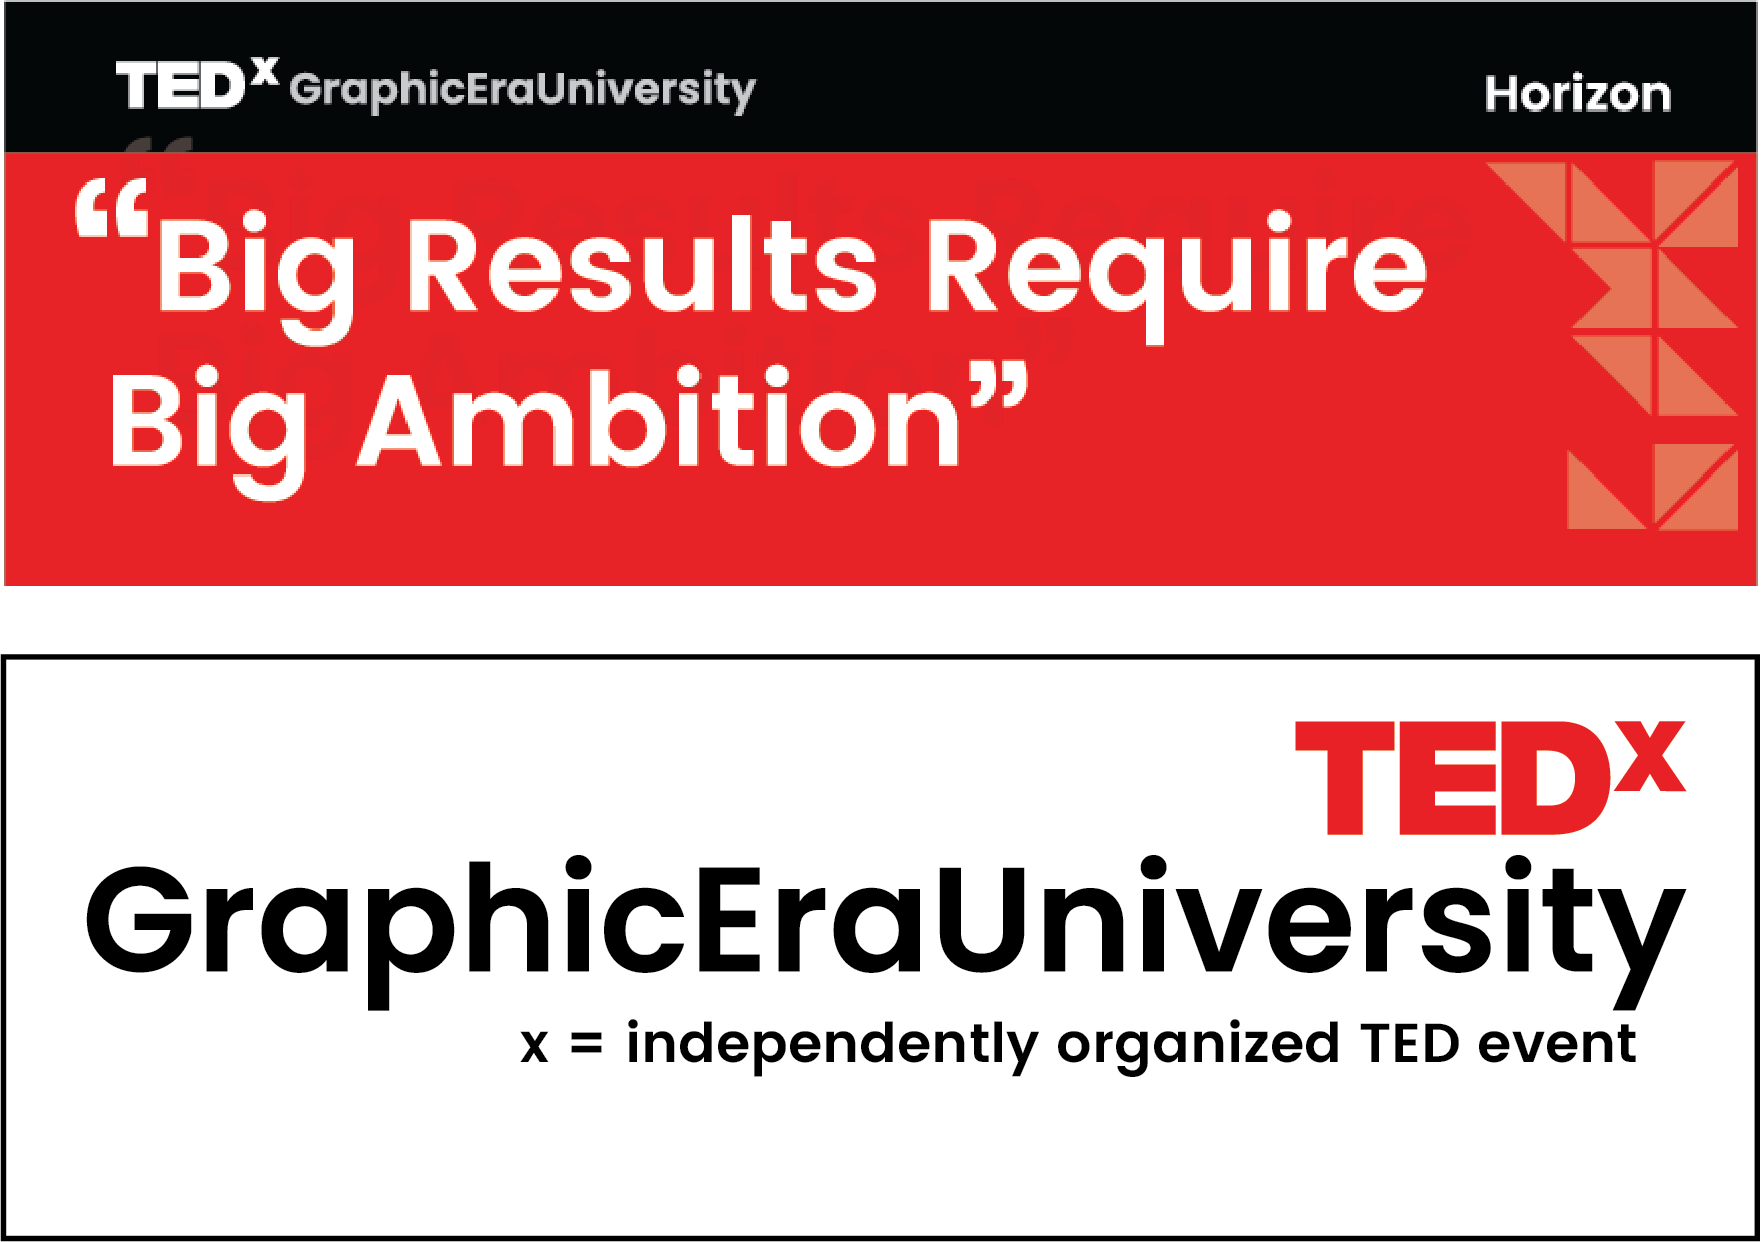 TEDx GraphicEraUniversity
Horizon
“Big Results Require
Big Ambition”
TEDx
GraphicEraUniversity
x = independently organized TED event